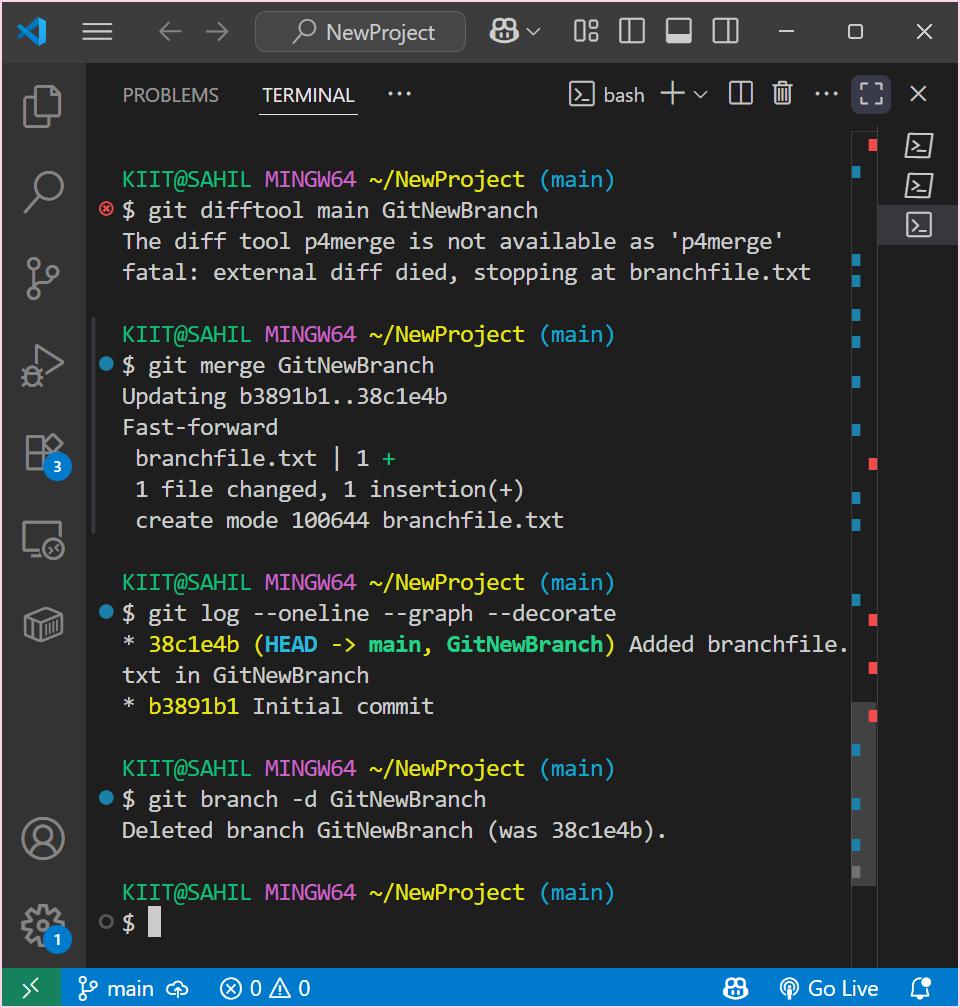 NewProject
PROBLEMS TERMINAL ... bash
KIIT@SAHIL MINGW64 ~/NewProject (main)
$ git difftool main GitNewBranch
The diff tool p4merge is not available as 'p4merge'
fatal: external diff died, stopping at branchfile.txt
KIIT@SAHIL MINGW64 ~/NewProject (main)
$ git merge GitNewBranch
Updating b3891b1..38c1e4b
Fast-forward
 branchfile.txt | 1 +
 1 file changed, 1 insertion(+)
 create mode 100644 branchfile.txt
KIIT@SAHIL MINGW64 ~/NewProject (main)
$ git log --oneline --graph --decorate
* 38c1e4b (HEAD -> main, GitNewBranch) Added branchfile.
txt in GitNewBranch
* b3891b1 Initial commit
KIIT@SAHIL MINGW64 ~/NewProject (main)
$ git branch -d GitNewBranch
Deleted branch GitNewBranch (was 38c1e4b).
KIIT@SAHIL MINGW64 ~/NewProject (main)
$
3
1
main 0 0 Go Live